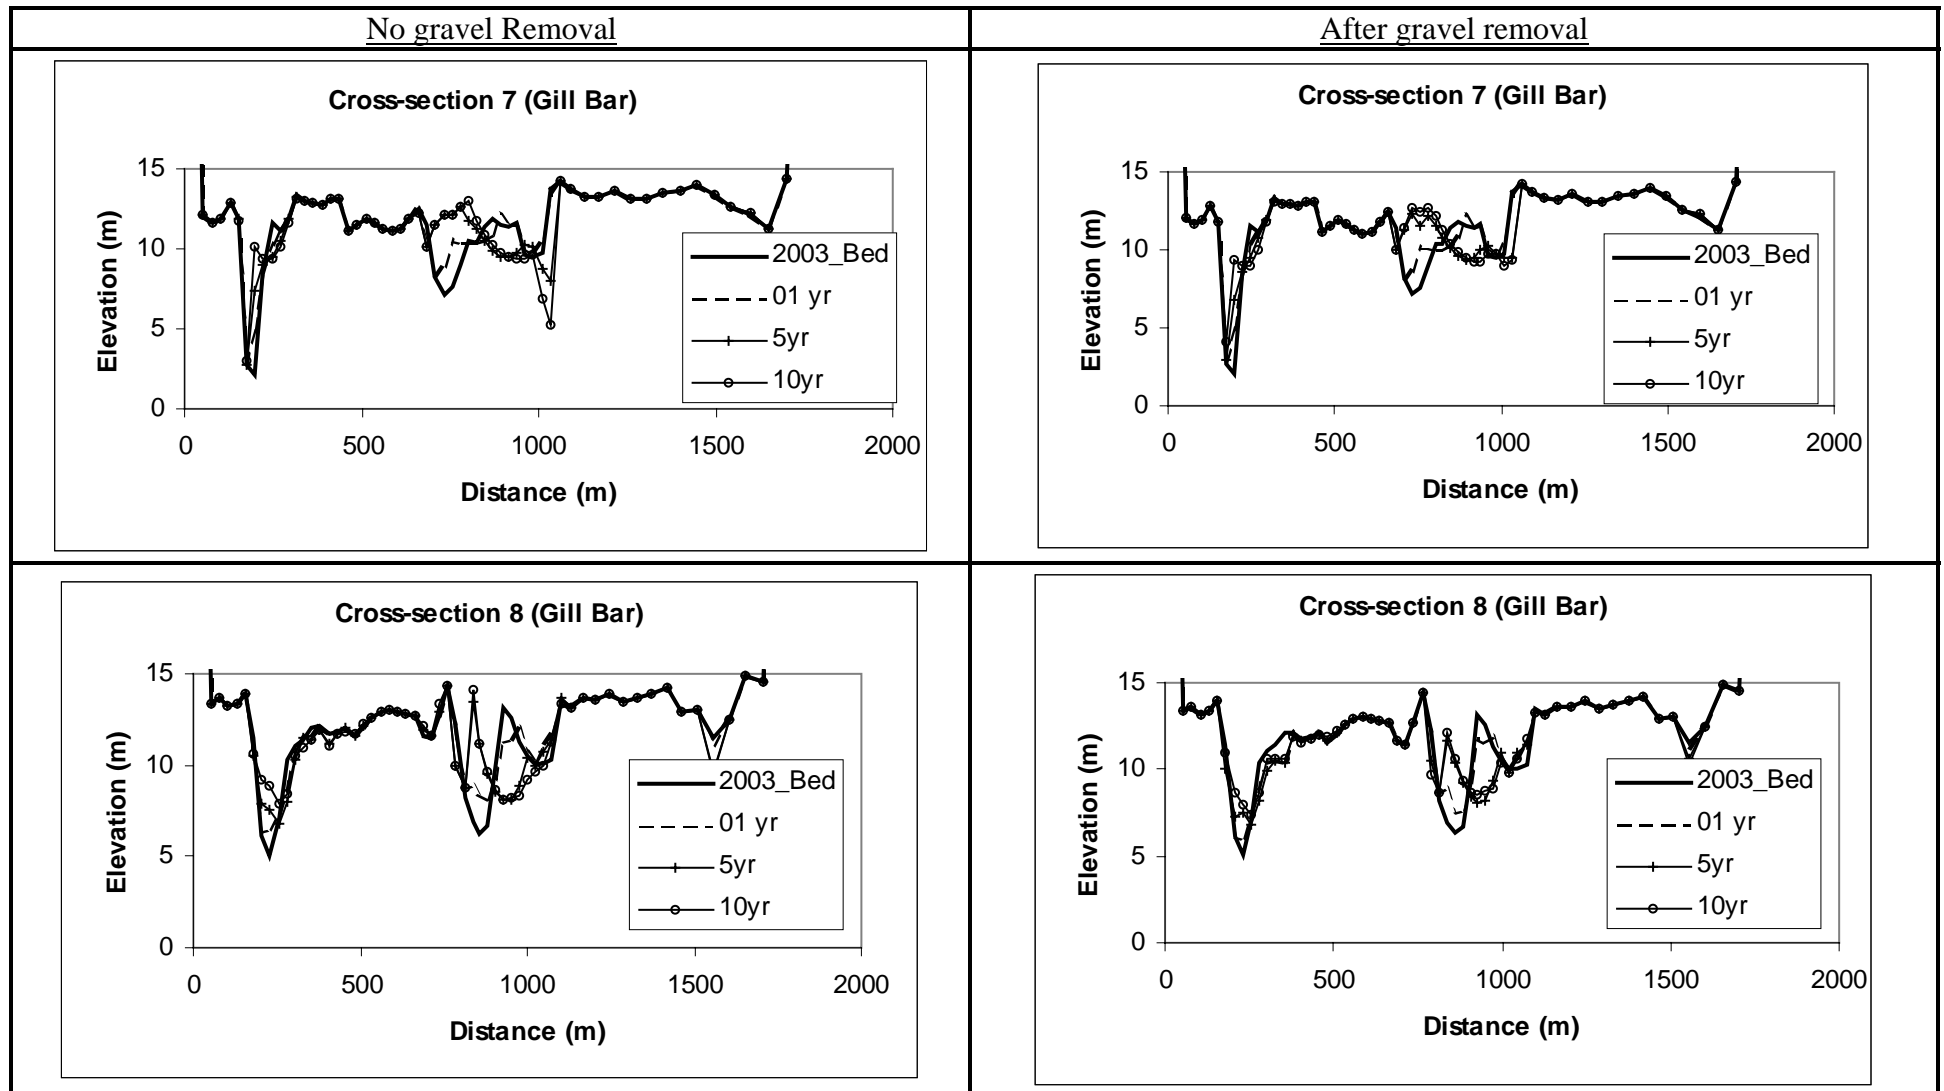 No gravel Removal
After gravel removal
Cross-section 7 (Gill Bar)
15
10
5
0
Elevation (m)
0 500 1000 1500 2000
Distance (m)
2003_Bed
01 yr
5yr
10yr
Cross-section 7 (Gill Bar)
15
10
5
0
Elevation (m)
0 500 1000 1500 2000
Distance (m)
2003_Bed
01 yr
5yr
10yr
Cross-section 8 (Gill Bar)
15
10
5
0
Elevation (m)
0 500 1000 1500 2000
Distance (m)
2003_Bed
01 yr
5yr
10yr
Cross-section 8 (Gill Bar)
15
10
5
0
Elevation (m)
0 500 1000 1500 2000
Distance (m)
2003_Bed
01 yr
5yr
10yr